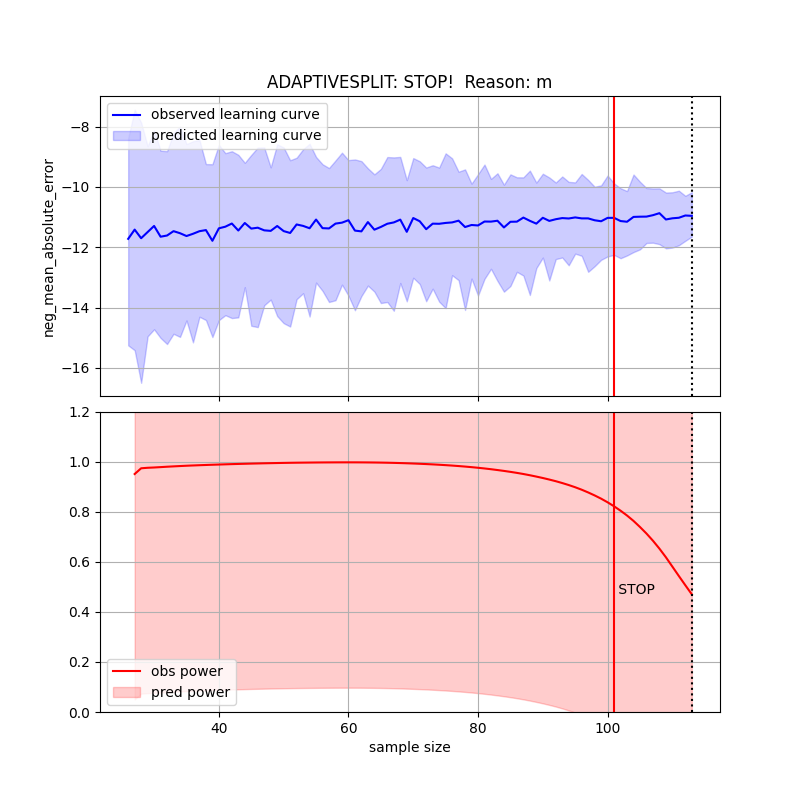 ADAPTIVESPLIT: STOP!  Reason: m
observed learning curve
predicted learning curve
−8
−10
−12
−14
−16
neg_mean_absolute_error
1.2
1.0
0.8
0.6
0.4
0.2
0.0
STOP
obs power
pred power
40
60
80
100
sample size